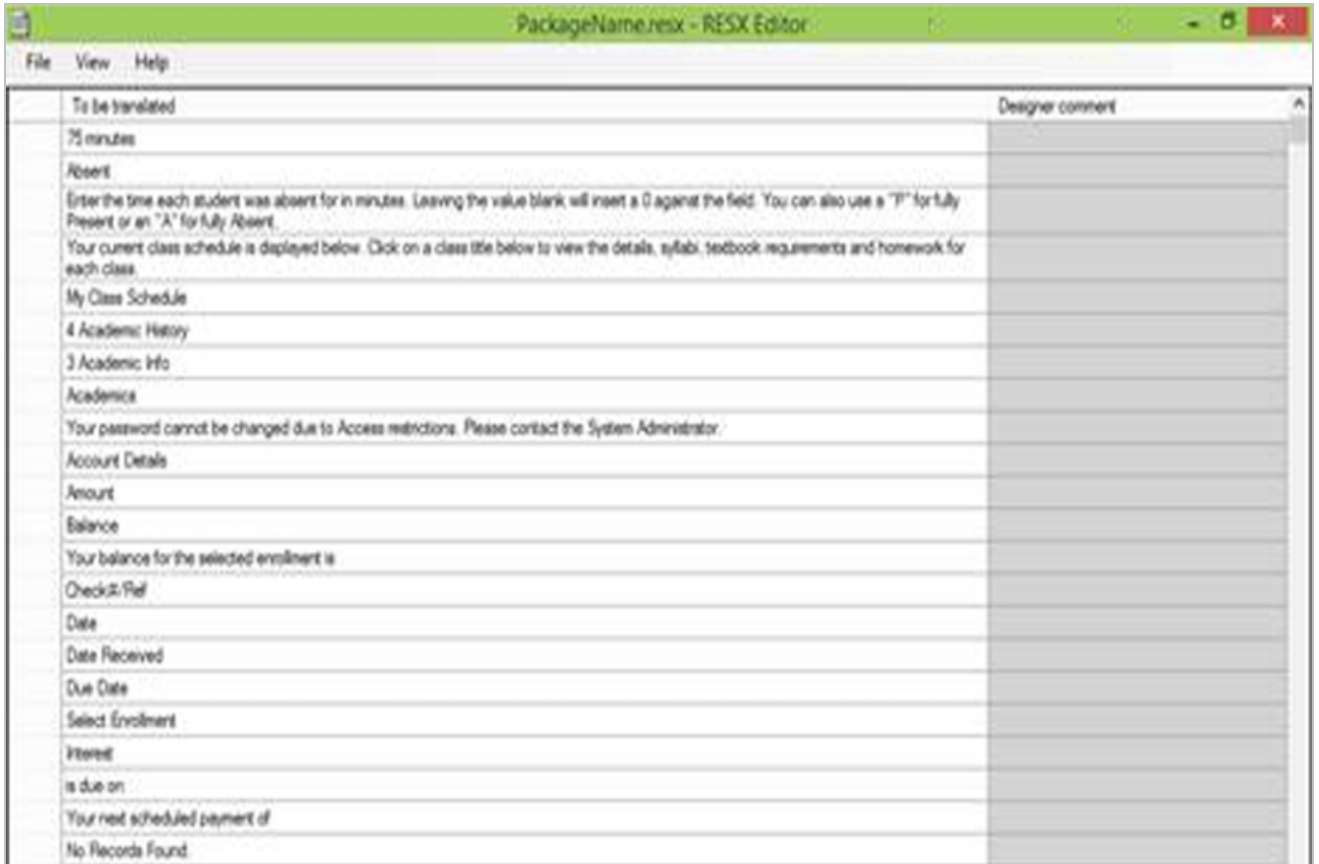 PackageName.resx - RESX Editor
File View Help
To be translated Designer comment
75 minutes
Absent
Enter the time each student was absent for in minutes. Leaving the value blank will insert a 0 against the field. You can also use a "P" for fully
Present or an "A" for fully Absent.
Your current class schedule is displayed below. Click on a class title below to view the details, syllabi, textbook requirements and homework for
each class.
My Class Schedule
4 Academic History
3 Academic Info
Academics
Your password cannot be changed due to Access restrictions. Please contact the System Administrator.
Account Details
Amount
Balance
Your balance for the selected enrollment is
Check#/Ref
Date
Date Received
Due Date
Select Enrollment
Interest
is due on
Your next scheduled payment of
No Records Found.